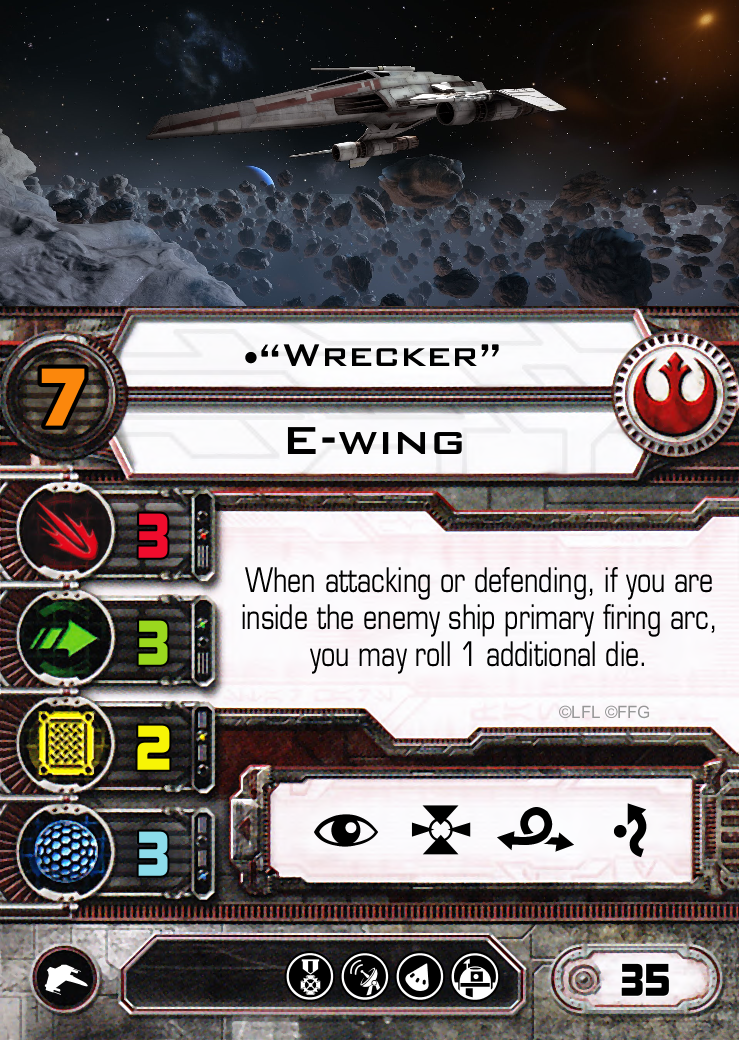 •“Wrecker”
7
E-wing
3
3
2
3
When attacking or defending, if you are
inside the enemy ship primary firing arc,
you may roll 1 additional die.
©LFL ©FFG
35